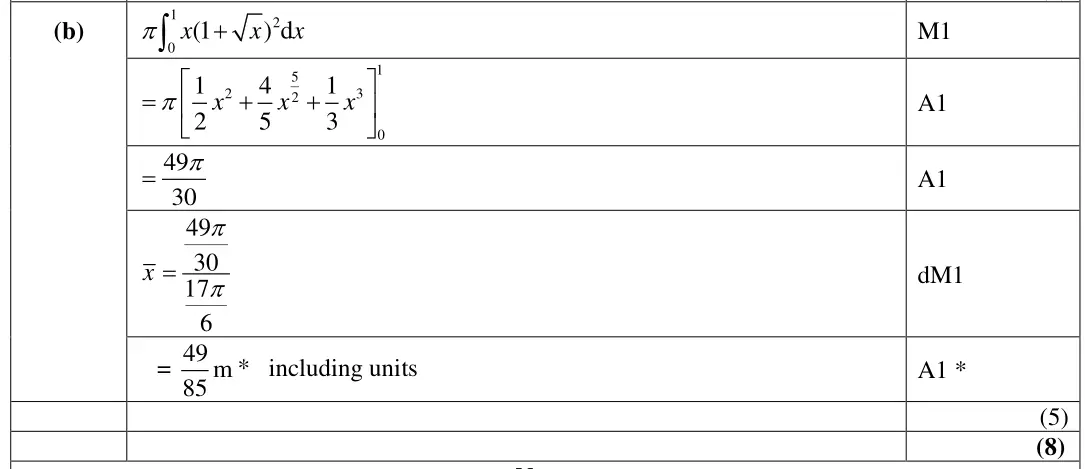 (b) π∫₀¹ x(1 + √x)² dx M1
= π[1/2 x² + 4/5 x^(5/2) + 1/3 x³]₀¹ A1
= 49π/30 A1
x̄ = (49π/30)/(17π/6) dM1
= 49/85 m * including units A1 *
(5)
(8)